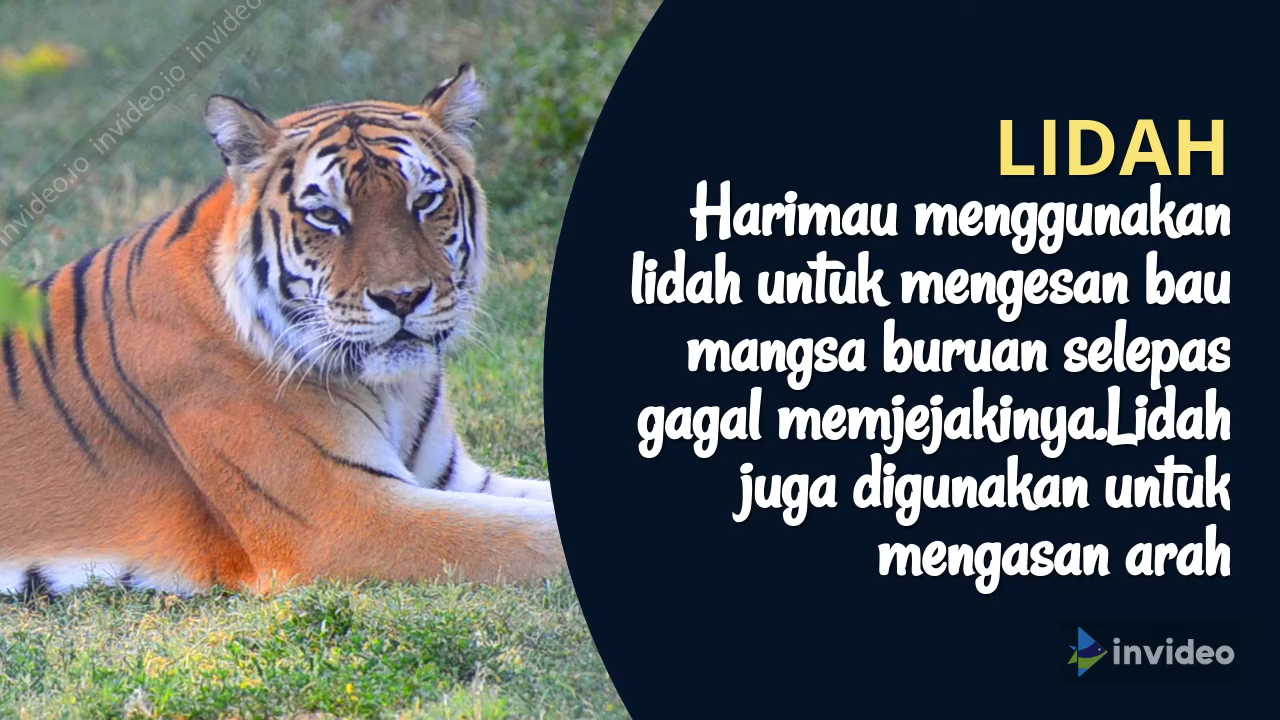 invideo.io invideo.io invideo
LIDAH
Harimau menggunakan
lidah untuk mengesan bau
mangsa buruan selepas
gagal memjejakinya.Lidah
juga digunakan untuk
mengasan arah
invideo